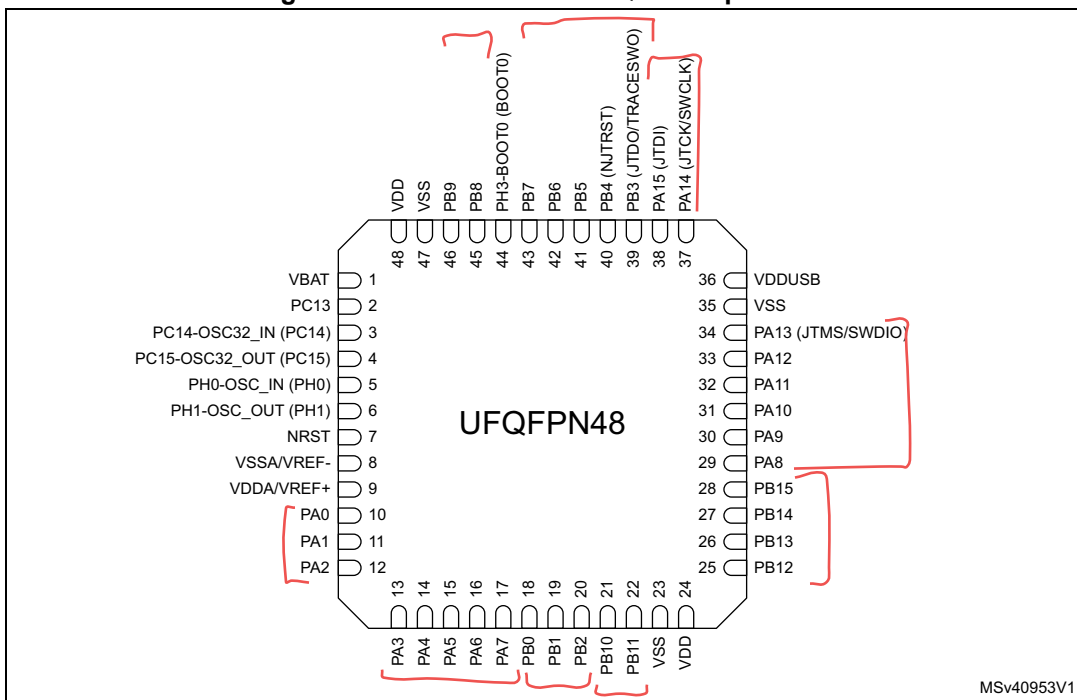 PH3-BOOT0 (BOOT0)
PB3 (JTDO/TRACESWO)
PA14 (JTCK/SWCLK)
PB4 (NJTRST)
PA15 (JTDI)
VDD VSS PB9 PB8 PB7 PB6 PB5
48 47 46 45 44 43 42 41 40 39 38 37
VBAT 1
PC13 2
PC14-OSC32_IN (PC14) 3
PC15-OSC32_OUT (PC15) 4
PH0-OSC_IN (PH0) 5
PH1-OSC_OUT (PH1) 6
NRST 7
VSSA/VREF- 8
VDDA/VREF+ 9
PA0 10
PA1 11
PA2 12
UFQFPN48
36 VDDUSB
35 VSS
34 PA13 (JTMS/SWDIO)
33 PA12
32 PA11
31 PA10
30 PA9
29 PA8
28 PB15
27 PB14
26 PB13
25 PB12
13 14 15 16 17 18 19 20 21 22 23 24
PA3 PA4 PA5 PA6 PA7 PB0 PB1 PB2 PB10 PB11 VSS VDD
MSv40953V1